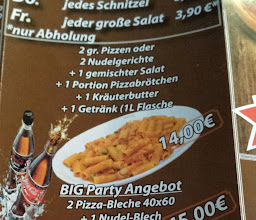 jedes Schnitzer
Fr. jeder große Salat 3,90 €*
*nur Abholung
2 gr. Pizzen oder
2 Nudelgerichte
+ 1 gemischter Salat
+ 1 Portion Pizzabrötchen
+ 1 Kräuterbutter
+ 1 Getränk (1L Flasche
14,00€
BIG Party Angebot
2 Pizza-Bleche 40x60
+ 1 Nudel-Blech